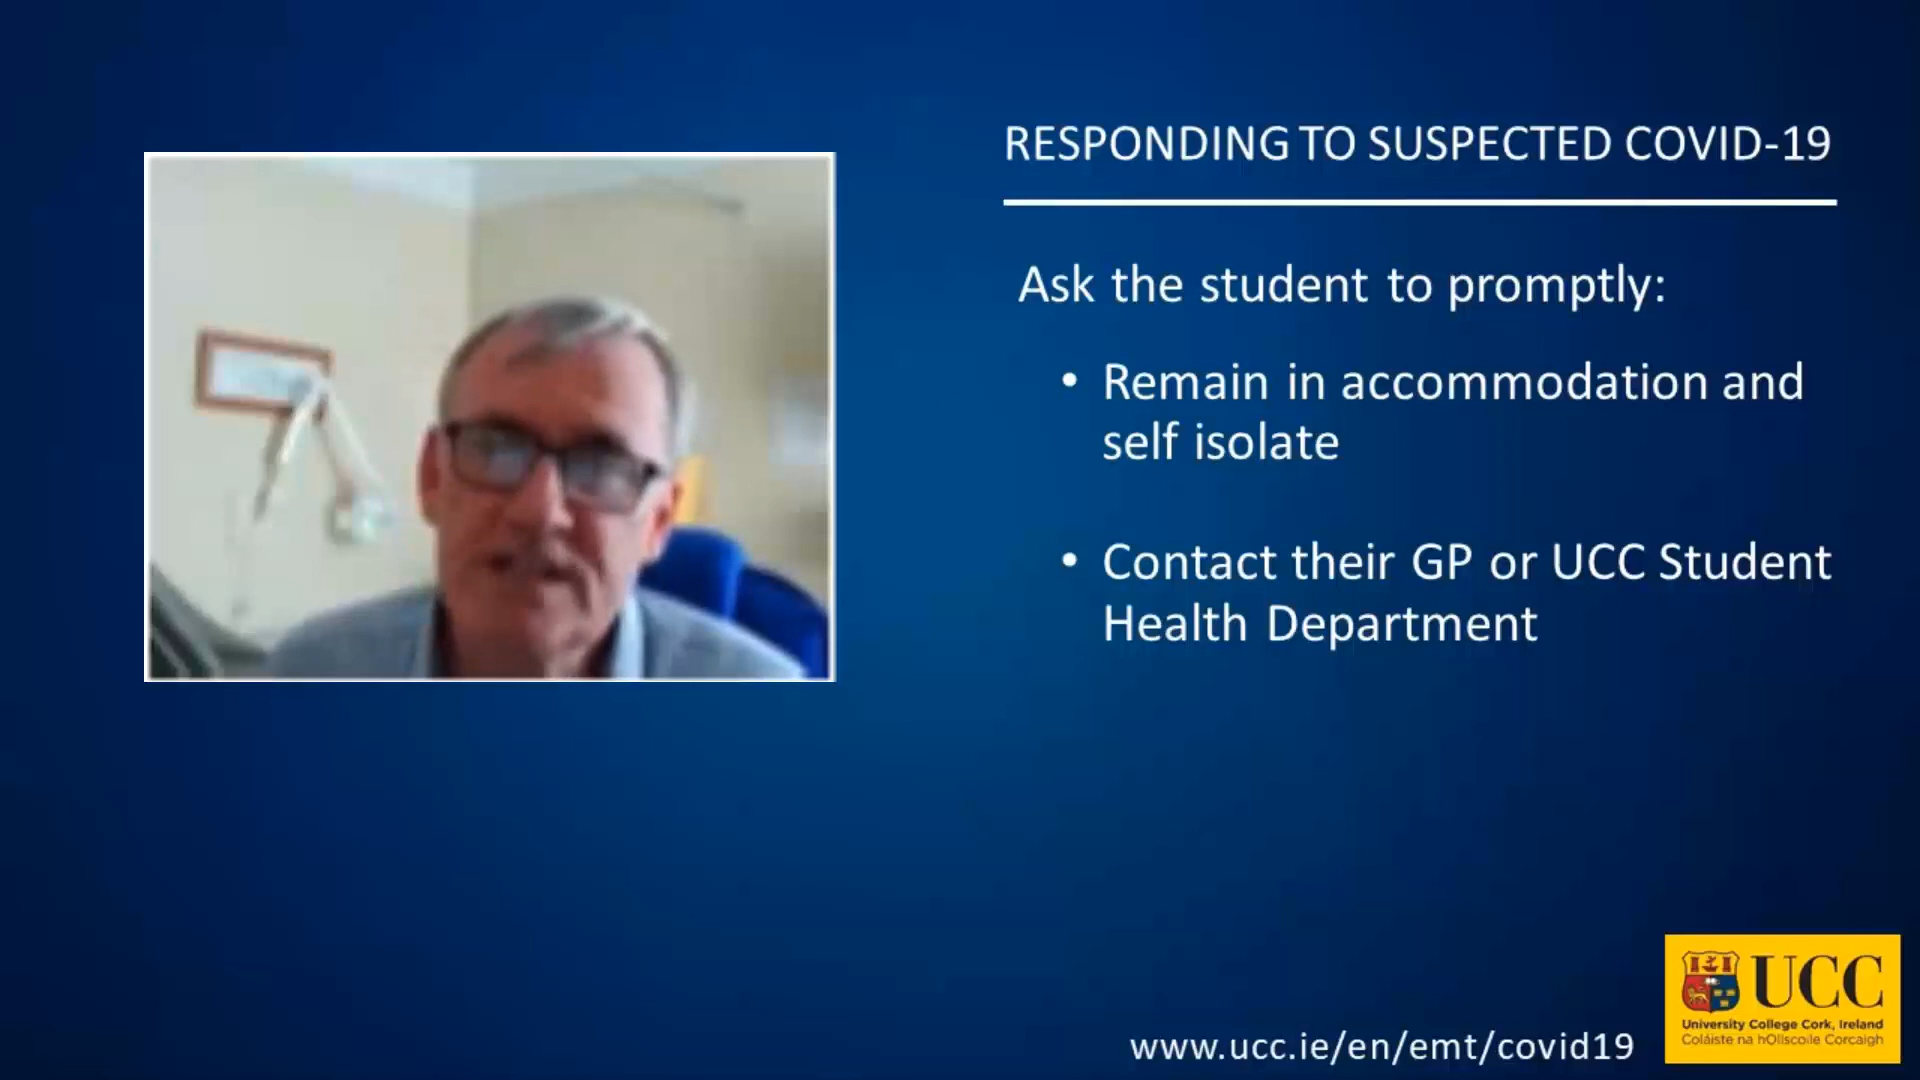 RESPONDING TO SUSPECTED COVID-19
Ask the student to promptly:
• Remain in accommodation and
self isolate
• Contact their GP or UCC Student
Health Department
www.ucc.ie/en/emt/covid19
UCC
University College Cork, Ireland
Coláiste na hOllscoile Corcaigh